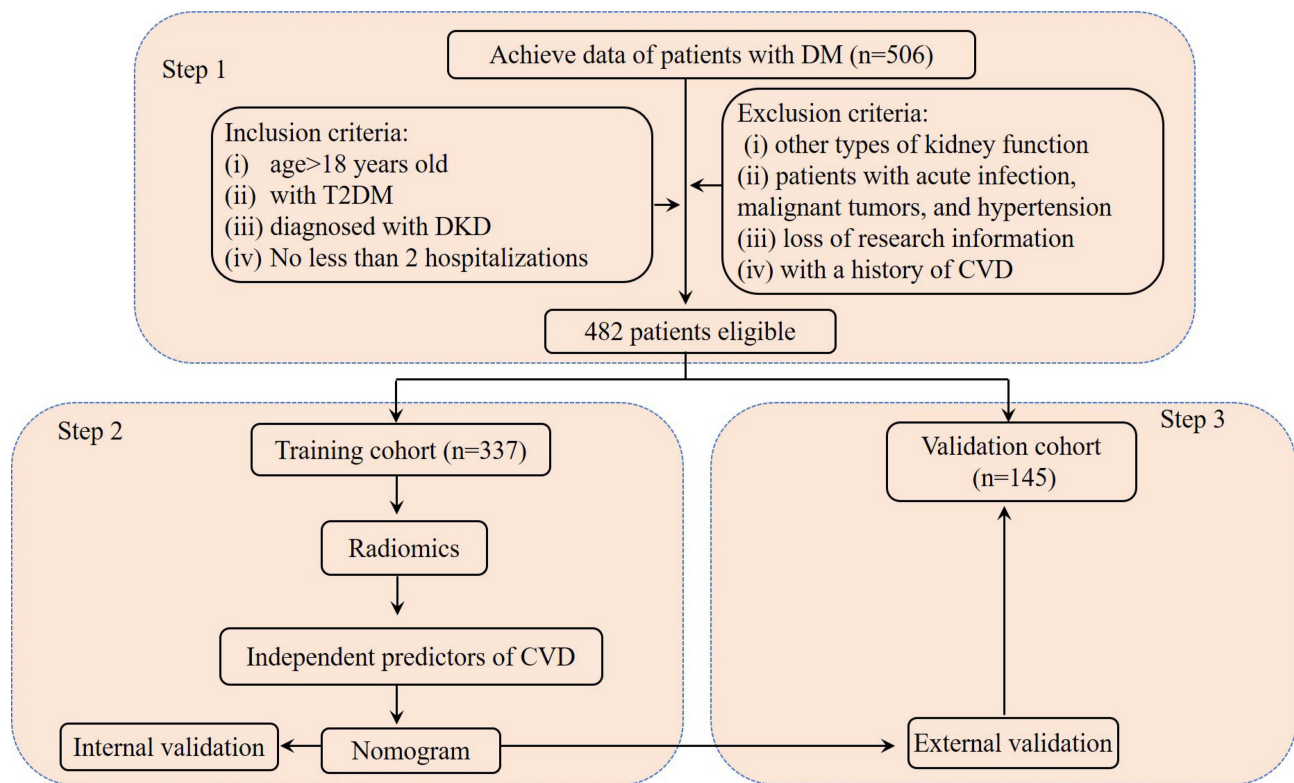 Step 1
Achieve data of patients with DM (n=506)
Inclusion criteria:
(i) age>18 years old
(ii) with T2DM
(iii) diagnosed with DKD
(iv) No less than 2 hospitalizations
Exclusion criteria:
(i) other types of kidney function
(ii) patients with acute infection,
malignant tumors, and hypertension
(iii) loss of research information
(iv) with a history of CVD
482 patients eligible
Step 2
Training cohort (n=337)
Radiomics
Independent predictors of CVD
Nomogram
Internal validation
Step 3
Validation cohort
(n=145)
External validation